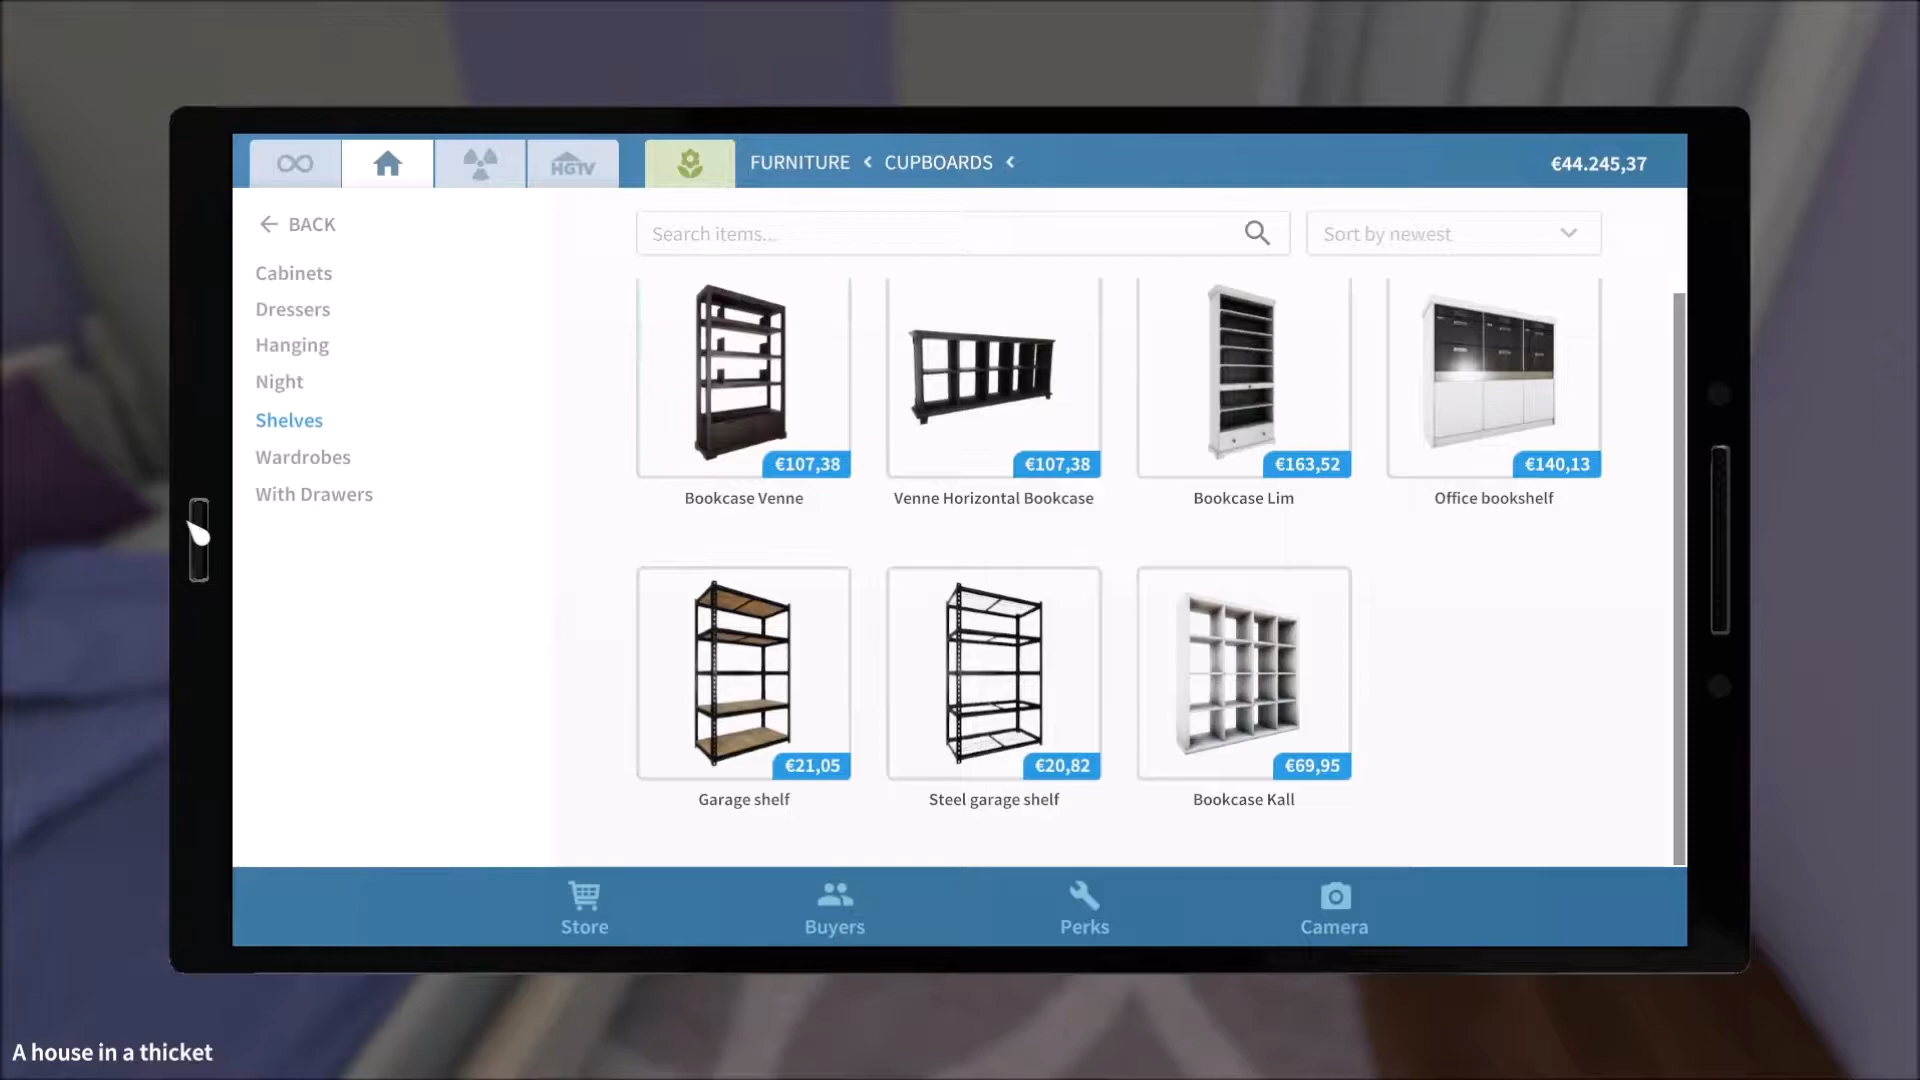 HGTV
FURNITURE < CUPBOARDS <
€44.245,37
BACK
Search items...
Sort by newest
Cabinets
Dressers
Hanging
Night
Shelves
Wardrobes
With Drawers
€107,38
€107,38
€163,52
€140,13
Bookcase Venne
Venne Horizontal Bookcase
Bookcase Lim
Office bookshelf
€21,05
€20,82
€69,95
Garage shelf
Steel garage shelf
Bookcase Kall
Store
Buyers
Perks
Camera
A house in a thicket